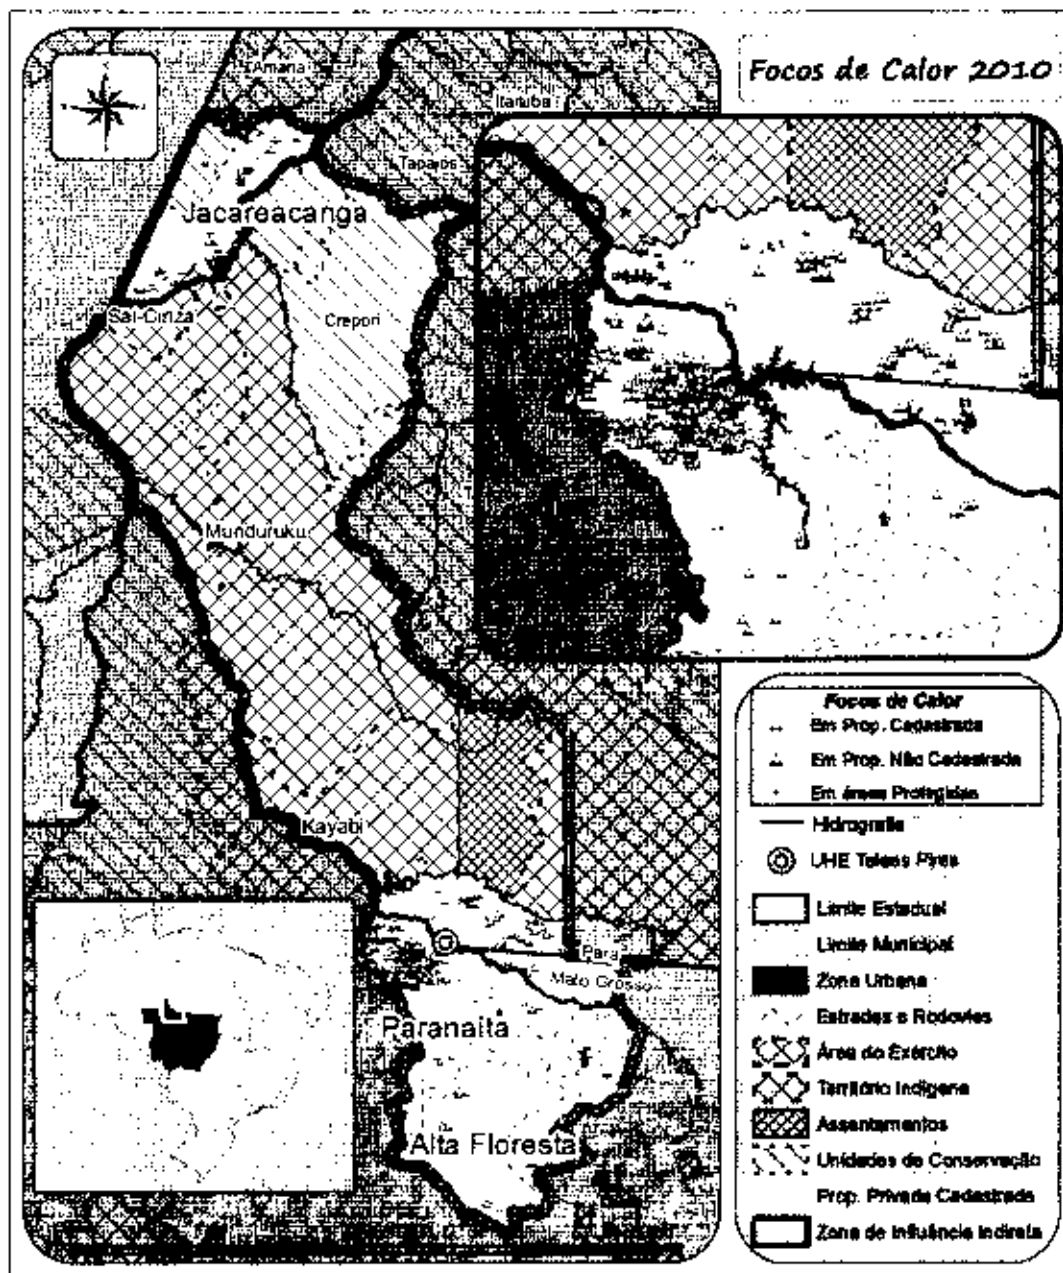 Focos de Calor 2010
Amana
Itaituba
Tapajós
Jacareacanga
Sai-Cinza
Crepori
Munduruku
Kayabi
Pará
Mato Grosso
Paranaíta
Alta Floresta
Focos de Calor
Em Prop. Cadastrada
Em Prop. Não Cadastrada
Em áreas Protegidas
Hidrografia
UHE Teles Pires
Limite Estadual
Limite Municipal
Zona Urbana
Estradas e Rodovias
Área do Exército
Território Indígena
Assentamentos
Unidades de Conservação
Prop. Privada Cadastrada
Zona de Influência Indireta